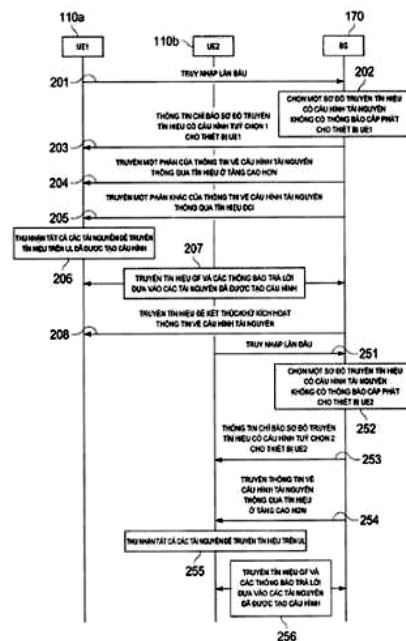 110a
110b
170
UE1
UE2
BS
201
TRUY NHẬP LẦN ĐẦU
202
CHỌN MỘT SƠ ĐỒ TRUYỀN TÍN HIỆU
CÓ CẤU HÌNH TÀI NGUYÊN
KHÔNG CÓ THÔNG BÁO CẤP PHÁT
CHO THIẾT BỊ UE1
THÔNG TIN CHỈ BÁO SƠ ĐỒ TRUYỀN
TÍN HIỆU CÓ CẤU HÌNH TUỲ CHỌN 1
CHO THIẾT BỊ UE1
203
TRUYỀN MỘT PHẦN CỦA THÔNG TIN VỀ CẤU HÌNH TÀI NGUYÊN
THÔNG QUA TÍN HIỆU Ở TẦNG CAO HƠN
204
TRUYỀN MỘT PHẦN KHÁC CỦA THÔNG TIN VỀ CẤU HÌNH TÀI NGUYÊN
THÔNG QUA TÍN HIỆU DCI
205
THU NHẬN TẤT CẢ CÁC TÀI NGUYÊN ĐỂ TRUYỀN
TÍN HIỆU TRÊN UL ĐÃ ĐƯỢC TẠO CẤU HÌNH
206
207
TRUYỀN TÍN HIỆU GF VÀ CÁC THÔNG BÁO TRẢ LỜI
DỰA VÀO CÁC TÀI NGUYÊN ĐÃ ĐƯỢC TẠO CẤU HÌNH
TRUYỀN TÍN HIỆU ĐỂ KẾT THÚC/KHỬ KÍCH HOẠT
THÔNG TIN VỀ CẤU HÌNH TÀI NGUYÊN
208
TRUY NHẬP LẦN ĐẦU
251
CHỌN MỘT SƠ ĐỒ TRUYỀN TÍN HIỆU
CÓ CẤU HÌNH TÀI NGUYÊN
KHÔNG CÓ THÔNG BÁO CẤP PHÁT
CHO THIẾT BỊ UE2
252
THÔNG TIN CHỈ BÁO SƠ ĐỒ TRUYỀN
TÍN HIỆU CÓ CẤU HÌNH TUỲ CHỌN 2
CHO THIẾT BỊ UE2
253
TRUYỀN THÔNG TIN VỀ
CẤU HÌNH TÀI NGUYÊN
THÔNG QUA TÍN HIỆU
Ở TẦNG CAO HƠN
254
THU NHẬN TẤT CẢ CÁC TÀI NGUYÊN ĐỂ TRUYỀN TÍN HIỆU TRÊN UL
255
TRUYỀN TÍN HIỆU GF VÀ
CÁC THÔNG BÁO TRẢ LỜI
DỰA VÀO CÁC TÀI NGUYÊN
ĐÃ ĐƯỢC TẠO CẤU HÌNH
256